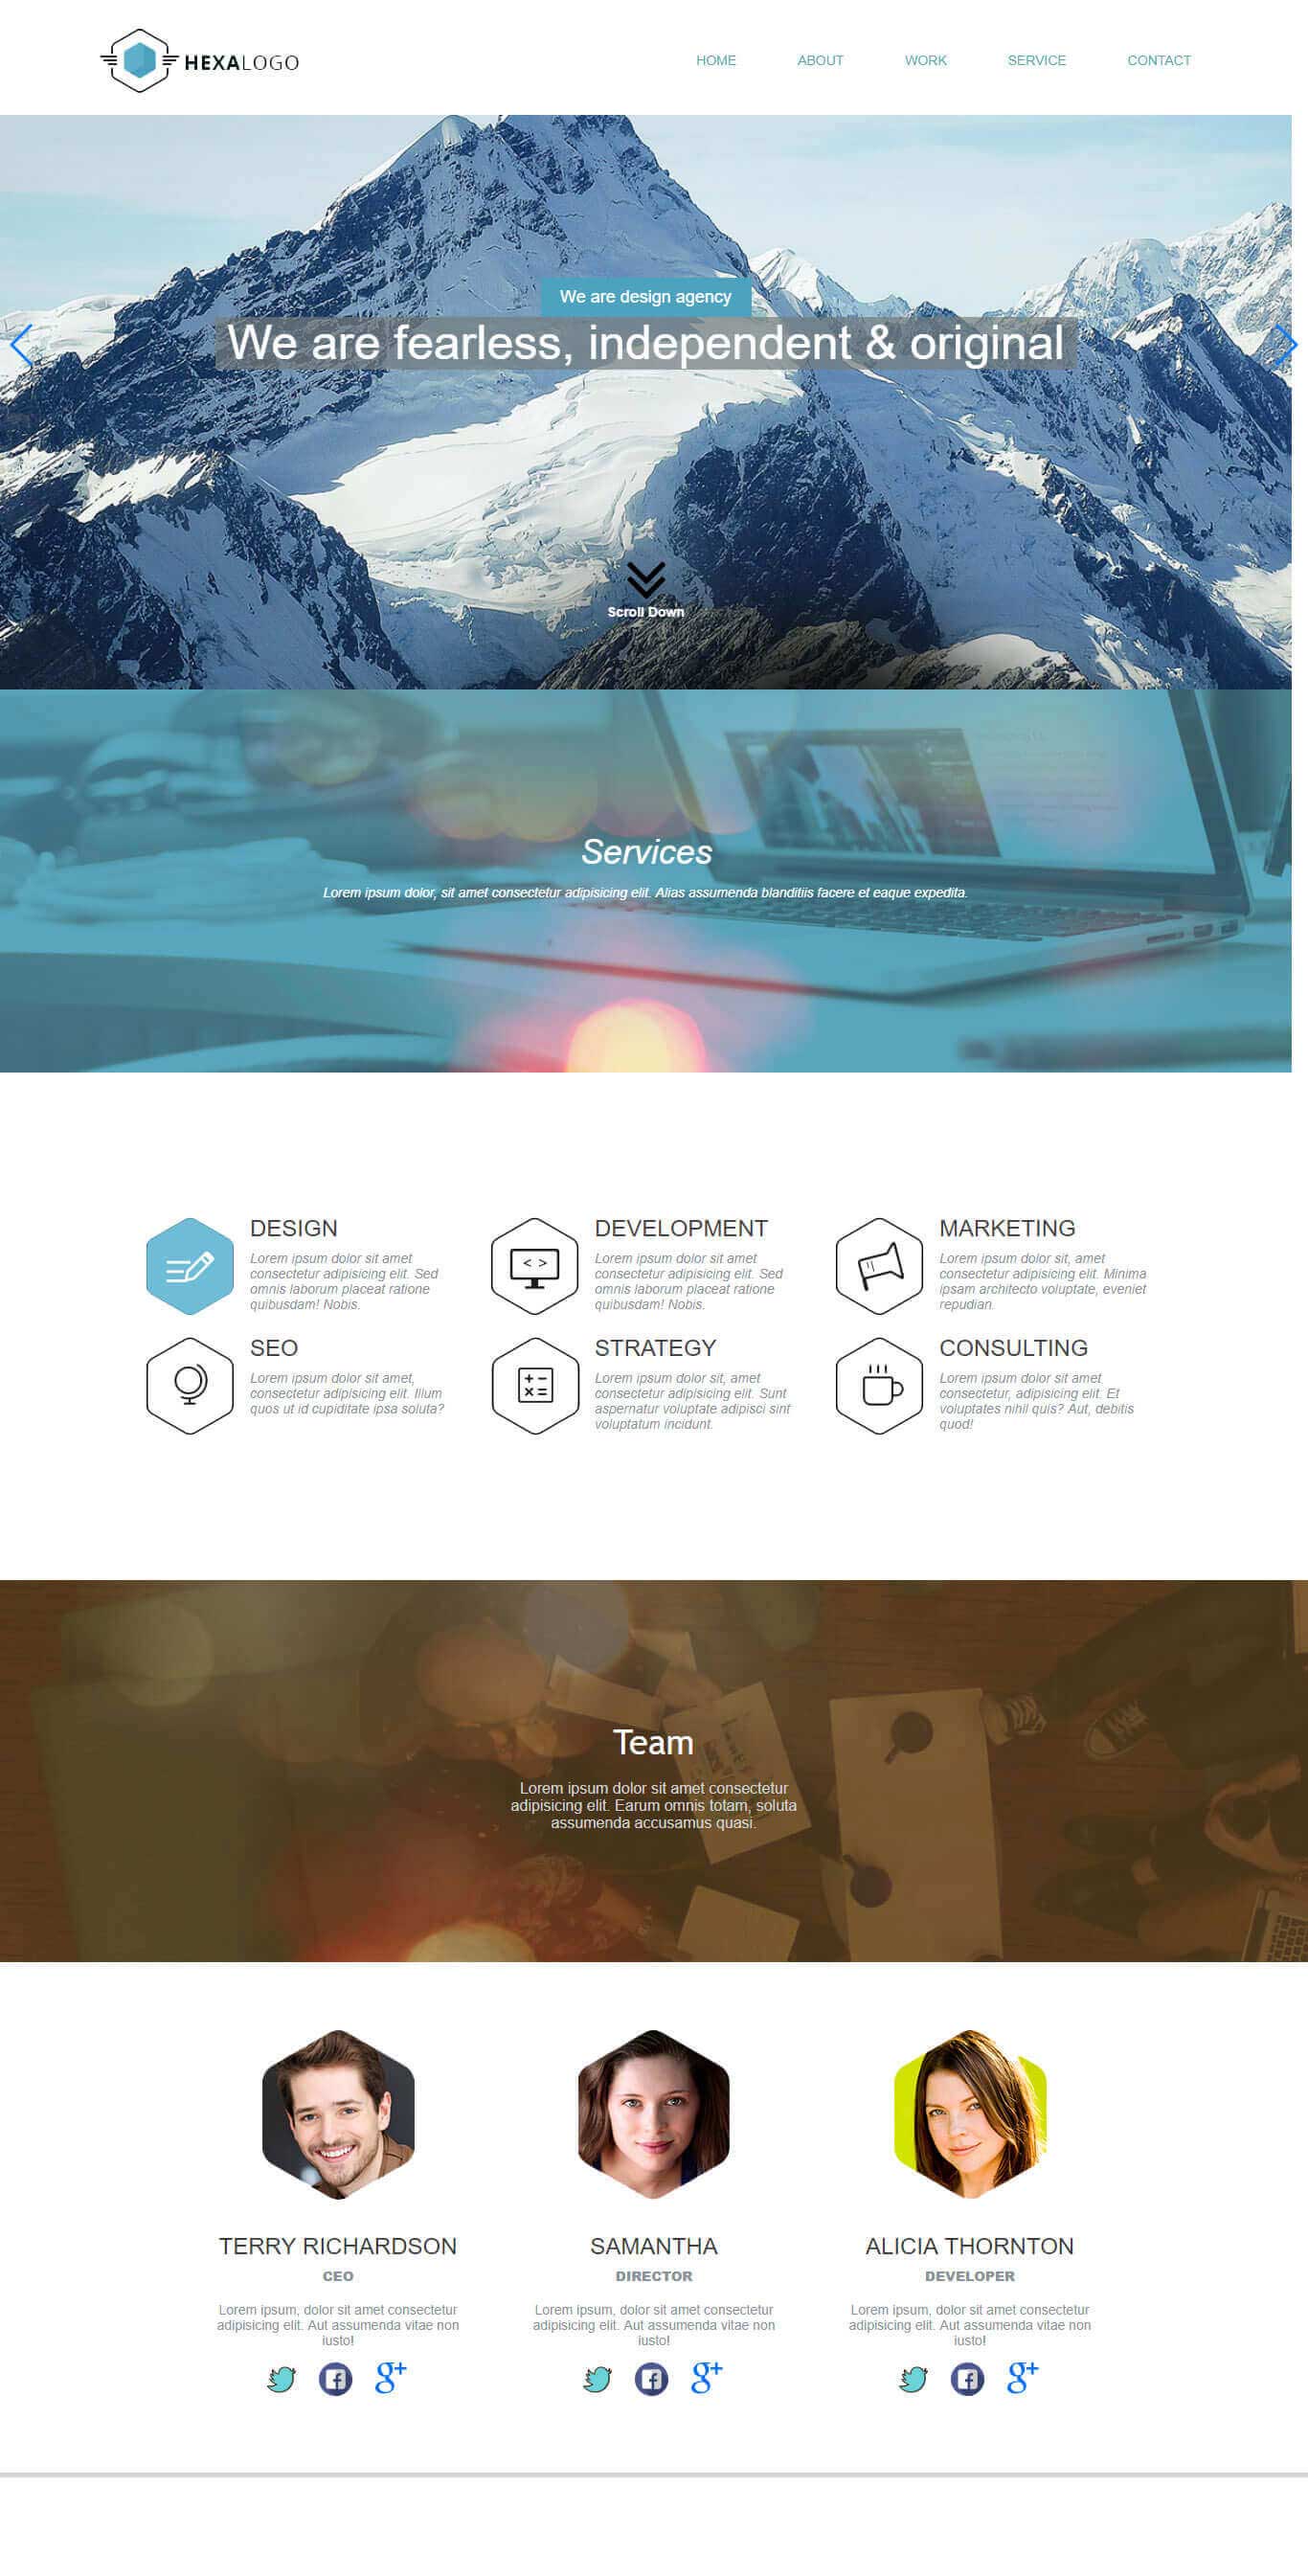 HEXALOGO
HOME ABOUT WORK SERVICE CONTACT
We are design agency
We are fearless, independent & original
Scroll Down
Services
Lorem ipsum dolor, sit amet consectetur adipisicing elit. Alias assumenda blanditiis facere et eaque expedita.
DESIGN
Lorem ipsum dolor sit amet
consectetur adipisicing elit. Sed
omnis laborum placeat ratione
quibusdam! Nobis.
DEVELOPMENT
Lorem ipsum dolor sit amet
consectetur adipisicing elit. Sed
omnis laborum placeat ratione
quibusdam! Nobis.
MARKETING
Lorem ipsum dolor sit, amet
consectetur adipisicing elit. Minima
ipsam architecto voluptate, eveniet
repudian.
SEO
Lorem ipsum dolor sit amet,
consectetur adipisicing elit. Illum
quos ut id cupiditate ipsa soluta?
STRATEGY
Lorem ipsum dolor sit, amet
consectetur adipisicing elit. Sunt
aspernatur voluptate adipisci sint
voluptatum incidunt.
CONSULTING
Lorem ipsum dolor sit amet
consectetur, adipisicing elit. Et
voluptates nihil quis? Aut, debitis
quod!
Team
Lorem ipsum dolor sit amet consectetur
adipisicing elit. Earum omnis totam, soluta
assumenda accusamus quasi.
TERRY RICHARDSON
CEO
Lorem ipsum, dolor sit amet consectetur
adipisicing elit. Aut assumenda vitae non
iusto!
SAMANTHA
DIRECTOR
Lorem ipsum, dolor sit amet consectetur
adipisicing elit. Aut assumenda vitae non
iusto!
ALICIA THORNTON
DEVELOPER
Lorem ipsum, dolor sit amet consectetur
adipisicing elit. Aut assumenda vitae non
iusto!